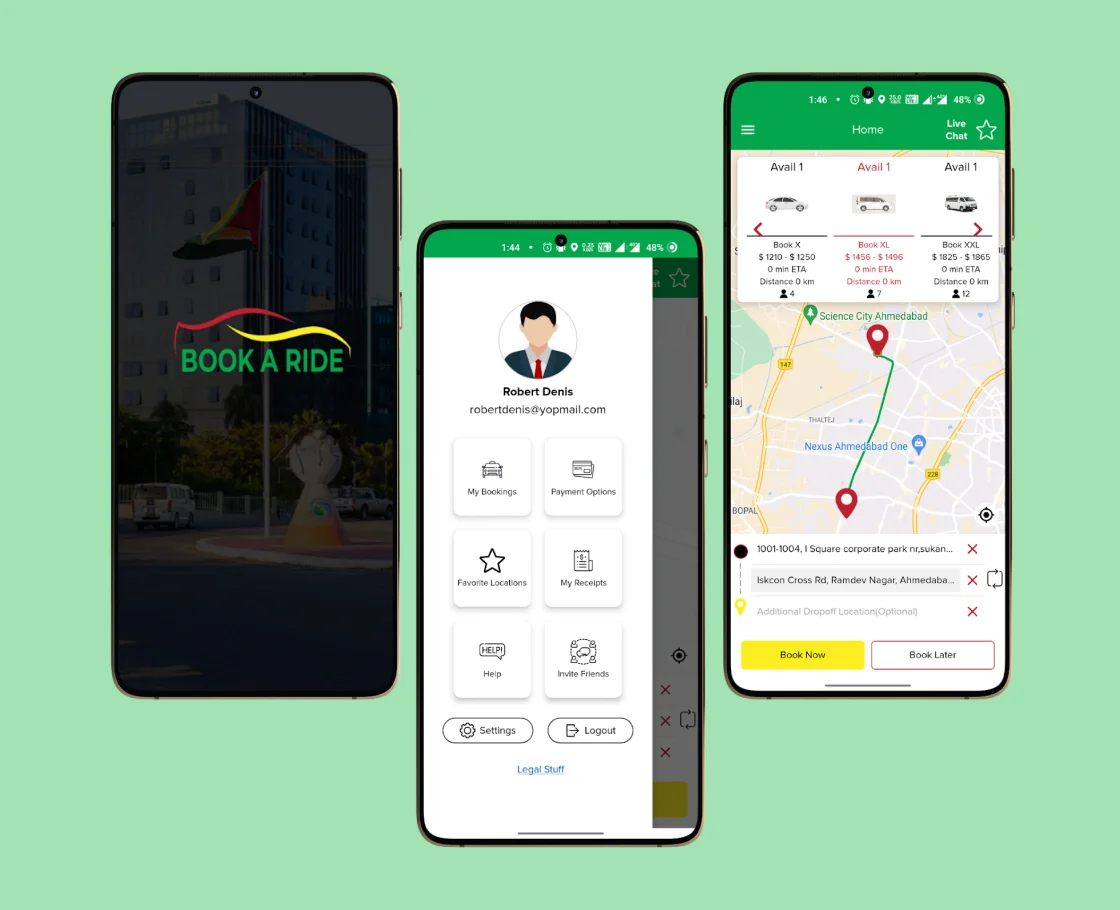 BOOK A RIDE
1:44
48%
Robert Denis
robertdenis@yopmail.com
My Bookings
Payment Options
Favorite Locations
My Receipts
HELP!
Help
Invite Friends
Settings
Logout
Legal Stuff
1:46
48%
Home
Live
Chat
Avail 1
Avail 1
Avail 1
Book X
$ 1210 - $ 1250
0 min ETA
Distance 0 km
4
Book XL
$ 1456 - $ 1496
0 min ETA
Distance 0 km
7
Book XXL
$ 1825 - $ 1865
0 min ETA
Distance 0 km
12
Science City Ahmedabad
147
THALTEJ
Nexus Ahmedabad One
228
BOPAL
1001-1004, I Square corporate park nr,sukan...
Iskcon Cross Rd, Ramdev Nagar, Ahmedaba...
Additional Dropoff Location(Optional)
Book Now
Book Later